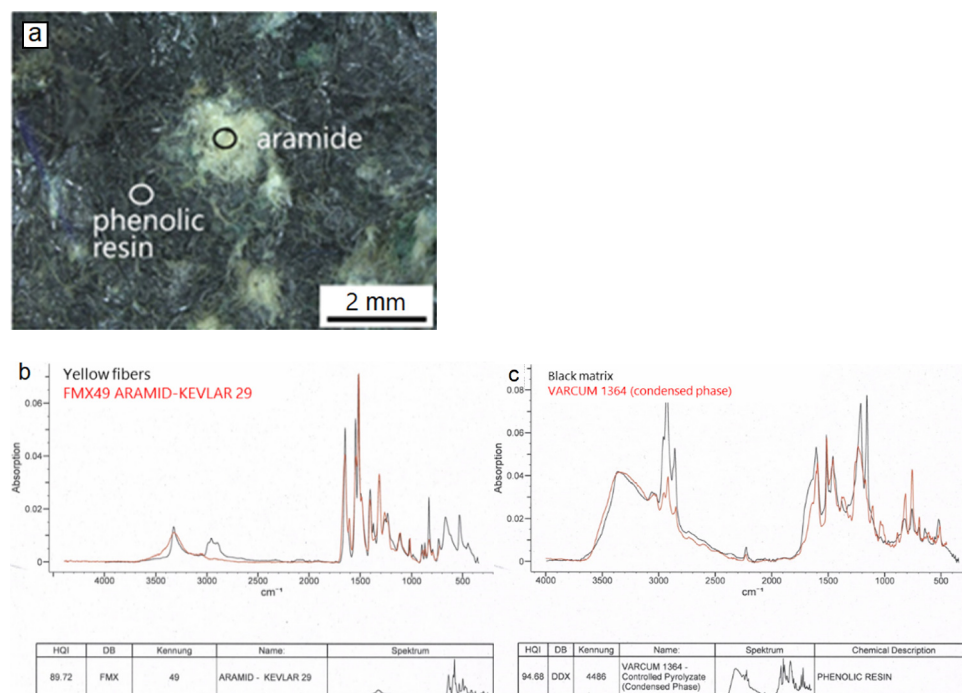 a
aramide
phenolic
resin
2 mm
b
Yellow fibers
FMX49 ARAMID-KEVLAR 29
Absorption
0.06
0.04
0.02
0
4000
3500
3000
2500
2000
1500
1000
500
cm⁻¹
HQI DB Kennung Name: Spektrum
89.72 FMX 49 ARAMID - KEVLAR 29
c
Black matrix
VARCUM 1364 (condensed phase)
Absorption
0.08
0.06
0.04
0.02
0
4000
3500
3000
2500
2000
1500
1000
500
cm⁻¹
HQI DB Kennung Name: Spektrum Chemical Description
94.68 DDX 4486 VARCUM 1364 - PHENOLIC RESIN
Controlled Pyrolyzate
(Condensed Phase)